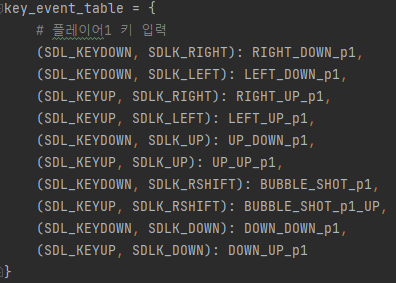 key_event_table = {
    # 플레이어1 키 입력
    (SDL_KEYDOWN, SDLK_RIGHT): RIGHT_DOWN_p1,
    (SDL_KEYDOWN, SDLK_LEFT): LEFT_DOWN_p1,
    (SDL_KEYUP, SDLK_RIGHT): RIGHT_UP_p1,
    (SDL_KEYUP, SDLK_LEFT): LEFT_UP_p1,
    (SDL_KEYDOWN, SDLK_UP): UP_DOWN_p1,
    (SDL_KEYUP, SDLK_UP): UP_UP_p1,
    (SDL_KEYDOWN, SDLK_RSHIFT): BUBBLE_SHOT_p1,
    (SDL_KEYUP, SDLK_RSHIFT): BUBBLE_SHOT_p1_UP,
    (SDL_KEYDOWN, SDLK_DOWN): DOWN_DOWN_p1,
    (SDL_KEYUP, SDLK_DOWN): DOWN_UP_p1
}